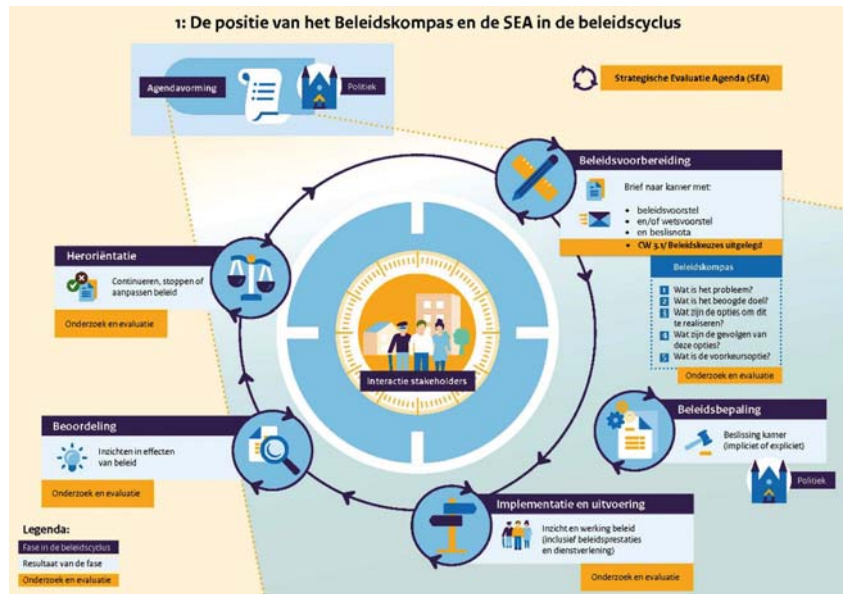 1: De positie van het Beleidskompas en de SEA in de beleidscyclus
Agendavorming
Politiek
Strategische Evaluatie Agenda (SEA)
Beleidsvoorbereiding
Brief naar kamer met:
• beleidsvoorstel
• en/of wetsvoorstel
• en beslisnota
• CW 3.1/ Beleidskeuzes uitgelegd
Beleidskompas
1 Wat is het probleem?
2 Wat is het beoogde doel?
3 Wat zijn de opties om dit
te realiseren?
4 Wat zijn de gevolgen van
deze opties?
5 Wat is de voorkeursoptie?
Onderzoek en evaluatie
Beleidsbepaling
Beslissing kamer
(impliciet of expliciet)
Politiek
Implementatie en uitvoering
Inzicht en werking beleid
(inclusief beleidsprestaties
en dienstverlening)
Onderzoek en evaluatie
Beoordeling
Inzichten in effecten
van beleid
Onderzoek en evaluatie
Heroriëntatie
Continueren, stoppen of
aanpassen beleid
Onderzoek en evaluatie
Interactie stakeholders
Legenda:
Fase in de beleidscyclus
Resultaat van de fase
Onderzoek en evaluatie